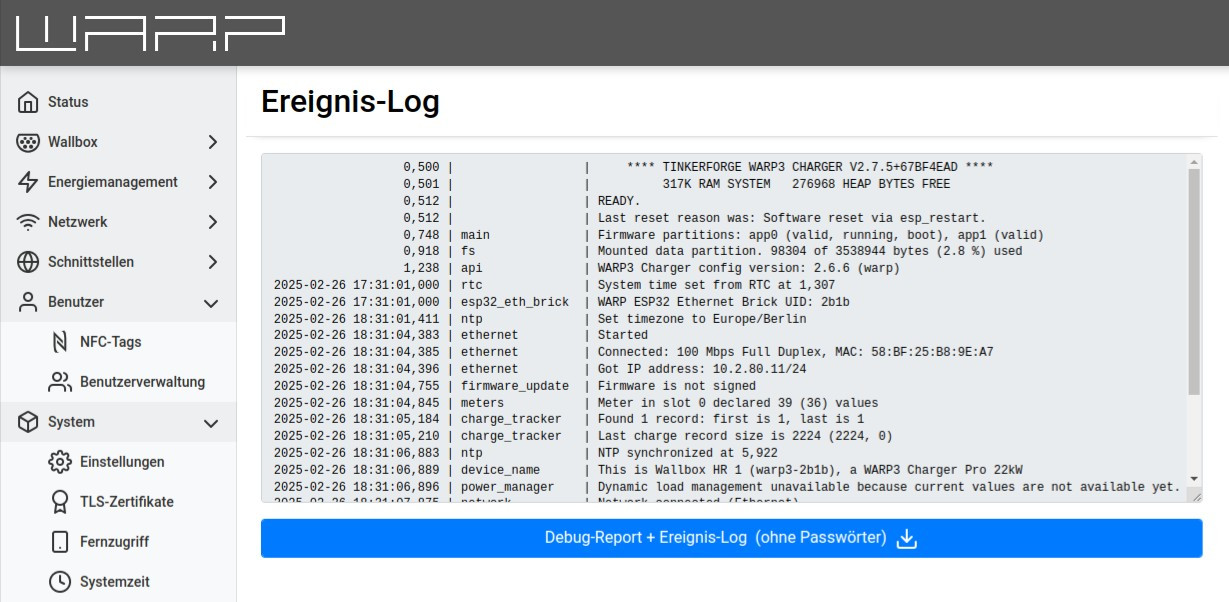 WARP
Status
Wallbox
Energiemanagement
Netzwerk
Schnittstellen
Benutzer
NFC-Tags
Benutzerverwaltung
System
Einstellungen
TLS-Zertifikate
Fernzugriff
Systemzeit
Ereignis-Log
0,500 | | **** TINKERFORGE WARP3 CHARGER V2.7.5+67BF4EAD ****
0,501 | | 317K RAM SYSTEM 276968 HEAP BYTES FREE
0,512 | | READY.
0,512 | | Last reset reason was: Software reset via esp_restart.
0,748 | main | Firmware partitions: app0 (valid, running, boot), app1 (valid)
0,918 | fs | Mounted data partition. 98304 of 3538944 bytes (2.8 %) used
1,238 | api | WARP3 Charger config version: 2.6.6 (warp)
2025-02-26 17:31:01,000 | rtc | System time set from RTC at 1,307
2025-02-26 17:31:01,000 | esp32_eth_brick | WARP ESP32 Ethernet Brick UID: 2b1b
2025-02-26 18:31:01,411 | ntp | Set timezone to Europe/Berlin
2025-02-26 18:31:04,383 | ethernet | Started
2025-02-26 18:31:04,385 | ethernet | Connected: 100 Mbps Full Duplex, MAC: 58:BF:25:B8:9E:A7
2025-02-26 18:31:04,396 | ethernet | Got IP address: 10.2.80.11/24
2025-02-26 18:31:04,755 | firmware_update | Firmware is not signed
2025-02-26 18:31:04,845 | meters | Meter in slot 0 declared 39 (36) values
2025-02-26 18:31:05,184 | charge_tracker | Found 1 record: first is 1, last is 1
2025-02-26 18:31:05,210 | charge_tracker | Last charge record size is 2224 (2224, 0)
2025-02-26 18:31:06,883 | ntp | NTP synchronized at 5,922
2025-02-26 18:31:06,889 | device_name | This is Wallbox HR 1 (warp3-2b1b), a WARP3 Charger Pro 22kW
2025-02-26 18:31:06,896 | power_manager | Dynamic load management unavailable because current values are not available yet.
2025-02-26 18:31:07,875 | network | Network connected (Ethernet)
Debug-Report + Ereignis-Log (ohne Passwörter)